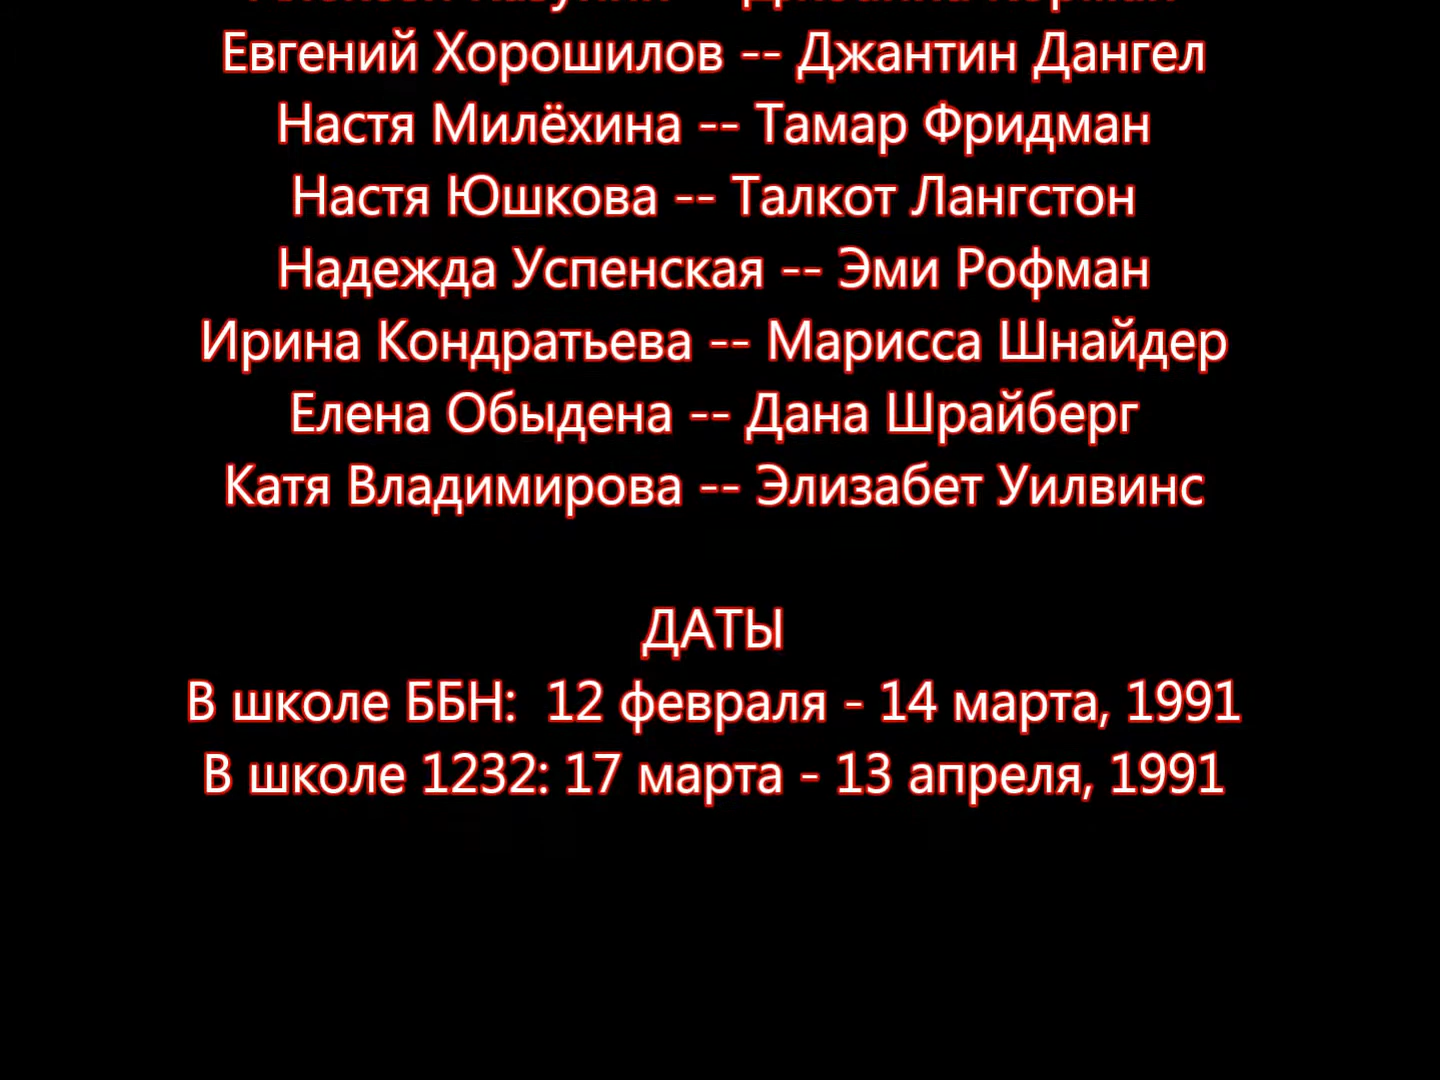 Евгений Хорошилов -- Джантин Дангел
Настя Милёхина -- Тамар Фридман
Настя Юшкова -- Талкот Лангстон
Надежда Успенская -- Эми Рофман
Ирина Кондратьева -- Марисса Шнайдер
Елена Обыдена -- Дана Шрайберг
Катя Владимирова -- Элизабет Уилвинс
ДАТЫ
В школе ББН: 12 февраля - 14 марта, 1991
В школе 1232: 17 марта - 13 апреля, 1991